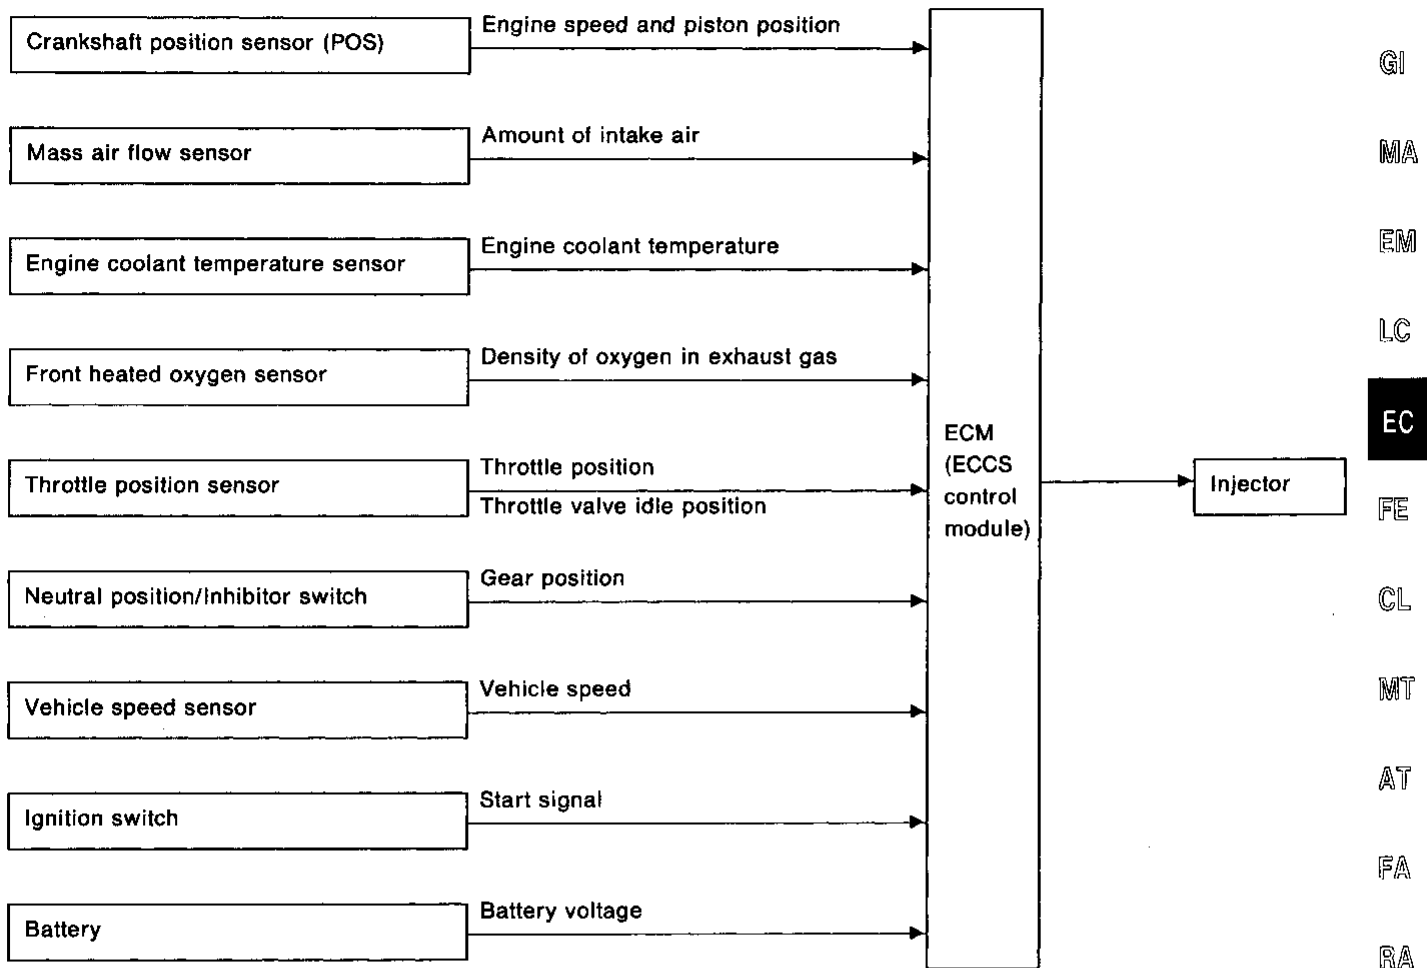 Crankshaft position sensor (POS)
Engine speed and piston position
Mass air flow sensor
Amount of intake air
Engine coolant temperature sensor
Engine coolant temperature
Front heated oxygen sensor
Density of oxygen in exhaust gas
Throttle position sensor
Throttle position
Throttle valve idle position
Neutral position/Inhibitor switch
Gear position
Vehicle speed sensor
Vehicle speed
Ignition switch
Start signal
Battery
Battery voltage
ECM
(ECCS
control
module)
Injector
GI
MA
EM
LC
EC
FE
CL
MT
AT
FA
RA